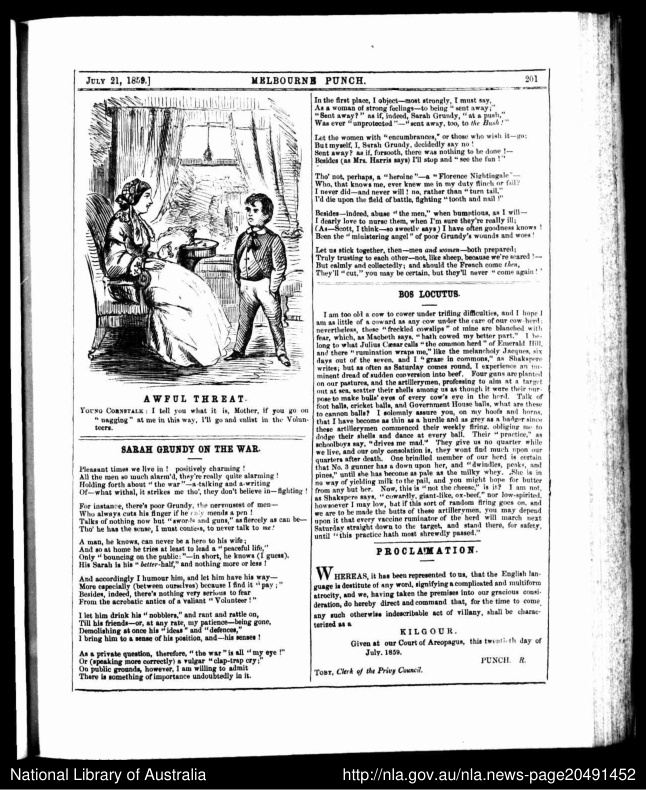 JULY 21, 1859.]
MELBOURNE PUNCH.
201
AWFUL THREAT.
YOUNG CORNSTALK: I tell you what it is, Mother, if you go on
"nagging" at me in this way, I'll go and enlist in the Volun-
teers.
SARAH GRUNDY ON THE WAR.
Pleasant times we live in! positively charming!
All the men so much alarm'd, they're really quite alarming!
Holding forth about "the war"—a-talking and a-writing
Of—what withal, it strikes me tho', they don't believe in—fighting!
For instance, there's poor Grundy, the nervousest of men—
Who always cuts his finger if he only mends a pen!
Talks of nothing now but "swords and guns," as fiercely as can be—
Tho' he has the sense, I must confess, to never talk to me!
A man, he knows, can never be a hero to his wife;
And so at home he tries at least to lead a "peaceful life,"
Only "bouncing on the public:"—in short, he knows (I guess),
His Sarah is his "better-half," and nothing more or less!
And accordingly I humour him, and let him have his way—
More especially (between ourselves) because I find it "pay;"
Besides, indeed, there's nothing very serious to fear
From the acrobatic antics of a valiant "Volunteer!"
I let him drink his "nobblers," and rant and rattle on,
Till his friends—or, at any rate, my patience—being gone,
Demolishing at once his "ideas" and "defences,"
I bring him to a sense of his position, and—his senses!
As a private question, therefore, "the war" is all "my eye!"
Or (speaking more correctly) a vulgar "clap-trap cry;"
On public grounds, however, I am willing to admit
There is something of importance undoubtedly in it.
In the first place, I object—most strongly, I must say,
As a woman of strong feelings—to being "sent away;"
"Sent away?" as if, indeed, Sarah Grundy, "at a push,"
Was ever "unprotected"—"sent away, too, to the Bush!"
Let the women with "encumbrances," or those who wish it—go;
But myself, I, Sarah Grundy, decidedly say no!
Sent away? as if, forsooth, there was nothing to be done!—
Besides (as Mrs. Harris says) I'll stop and "see the fun!"
Tho' not, perhaps, a "heroine"—a "Florence Nightingale"—
Who, that knows me, ever knew me in my duty flinch or fail?
I never did—and never will! no, rather than "turn tail,"
I'd die upon the field of battle, fighting "tooth and nail!"
Besides—indeed, abuse "the men," when bumptious, as I will—
I dearly love to nurse them, when I'm sure they're really ill;
(As—Scott, I think—so sweetly says) I have often goodness knows!
Been the "ministering angel" of poor Grundy's wounds and woes!
Let us stick together, then—men and women—both prepared;
Truly trusting to each other—not, like sheep, because we're scared!—
But calmly and collectedly; and should the French come then,
They'll "cut," you may be certain, but they'll never "come again!"
BOS LOCUTUS.
I am too old a cow to cower under trifling difficulties, and I hope I
am as little of a coward as any cow under the care of our cow-herd;
nevertheless, these "freckled cowslips" of mine are blanched with
fear, which, as Macbeth says, "hath cowed my better part." I be-
long to what Julius Cæsar calls "the common herd" of Emerald Hill,
and there "rumination wraps me," like the melancholy Jaques, six
days out of the seven, and I "graze in commons," as Shakspere
writes; but as often as Saturday comes round, I experience an im-
minent dread of sudden conversion into beef. Four guns are planted
on our pastures, and the artillerymen, professing to aim at a target
out at sea, scatter their shells among us as though it were their pur-
pose to make bulls' eyes of every cow's eye in the herd. Talk of
foot balls, cricket balls, and Government House balls, what are these
to cannon balls? I solemnly assure you, on my hoofs and horns,
that I have become as thin as a hurdle and as grey as a badger since
these artillerymen commenced their weekly firing, obliging me to
dodge their shells and dance at every ball. Their "practice," as
schoolboys say, "drives me mad." They give us no quarter while
we live, and our only consolation is, they wont find much upon our
quarters after death. One brindled member of our herd is certain
that No. 3 gunner has a down upon her, and "dwindles, peaks, and
pines," until she has become as pale as the milky whey. She is in
no way of yielding milk to the pail, and you might hope for butter
from any but her. Now, this is "not the cheese," is it? I am not,
as Shakspere says, "cowardly, giant-like, ox-beef," nor low-spirited,
howsoever I may low, but if this sort of random firing goes on, and
we are to be made the butts of these artillerymen, you may depend
upon it that every vaccine ruminator of the herd will march next
Saturday straight down to the target, and stand there, for safety,
until "this practice hath most shrewdly passed."
PROCLAMATION.
WHEREAS, it has been represented to us, that the English lan-
guage is destitute of any word, signifying a complicated and multiform
atrocity, and we, having taken the premises into our gracious consi-
deration, do hereby direct and command that, for the time to come,
any such otherwise indescribable act of villany, shall be charac-
terized as a
KILGOUR.
Given at our Court of Areopagus, this twentieth day of
July, 1859.
PUNCH. R.
TOBY, Clerk of the Privy Council.
National Library of Australia
http://nla.gov.au/nla.news-page20491452